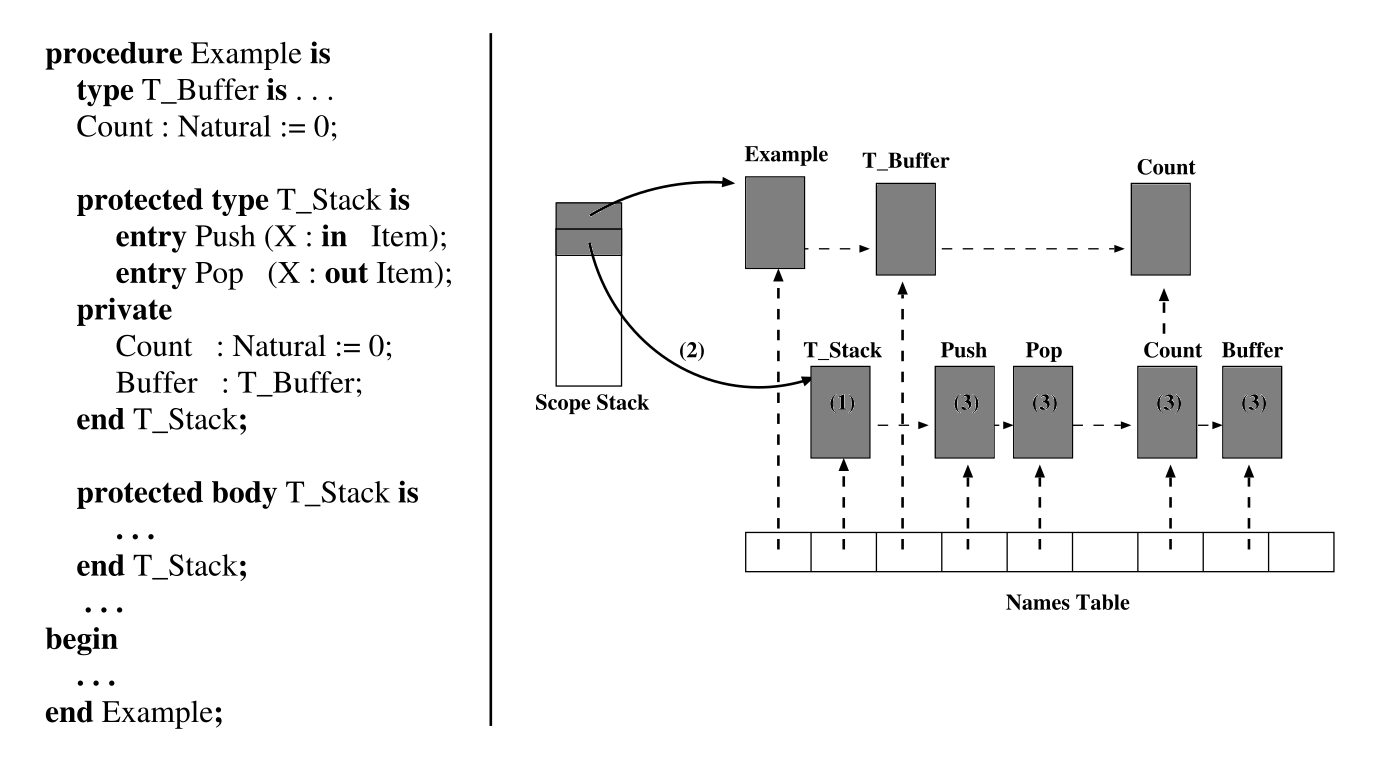 procedure Example is
type T_Buffer is . . .
Count : Natural := 0;
protected type T_Stack is
entry Push (X : in Item);
entry Pop (X : out Item);
private
Count : Natural := 0;
Buffer : T_Buffer;
end T_Stack;
protected body T_Stack is
. . .
end T_Stack;
. . .
begin
. . .
end Example;
Example T_Buffer Count
(2)
Scope Stack
T_Stack Push Pop Count Buffer
(1) (3) (3) (3) (3)
Names Table